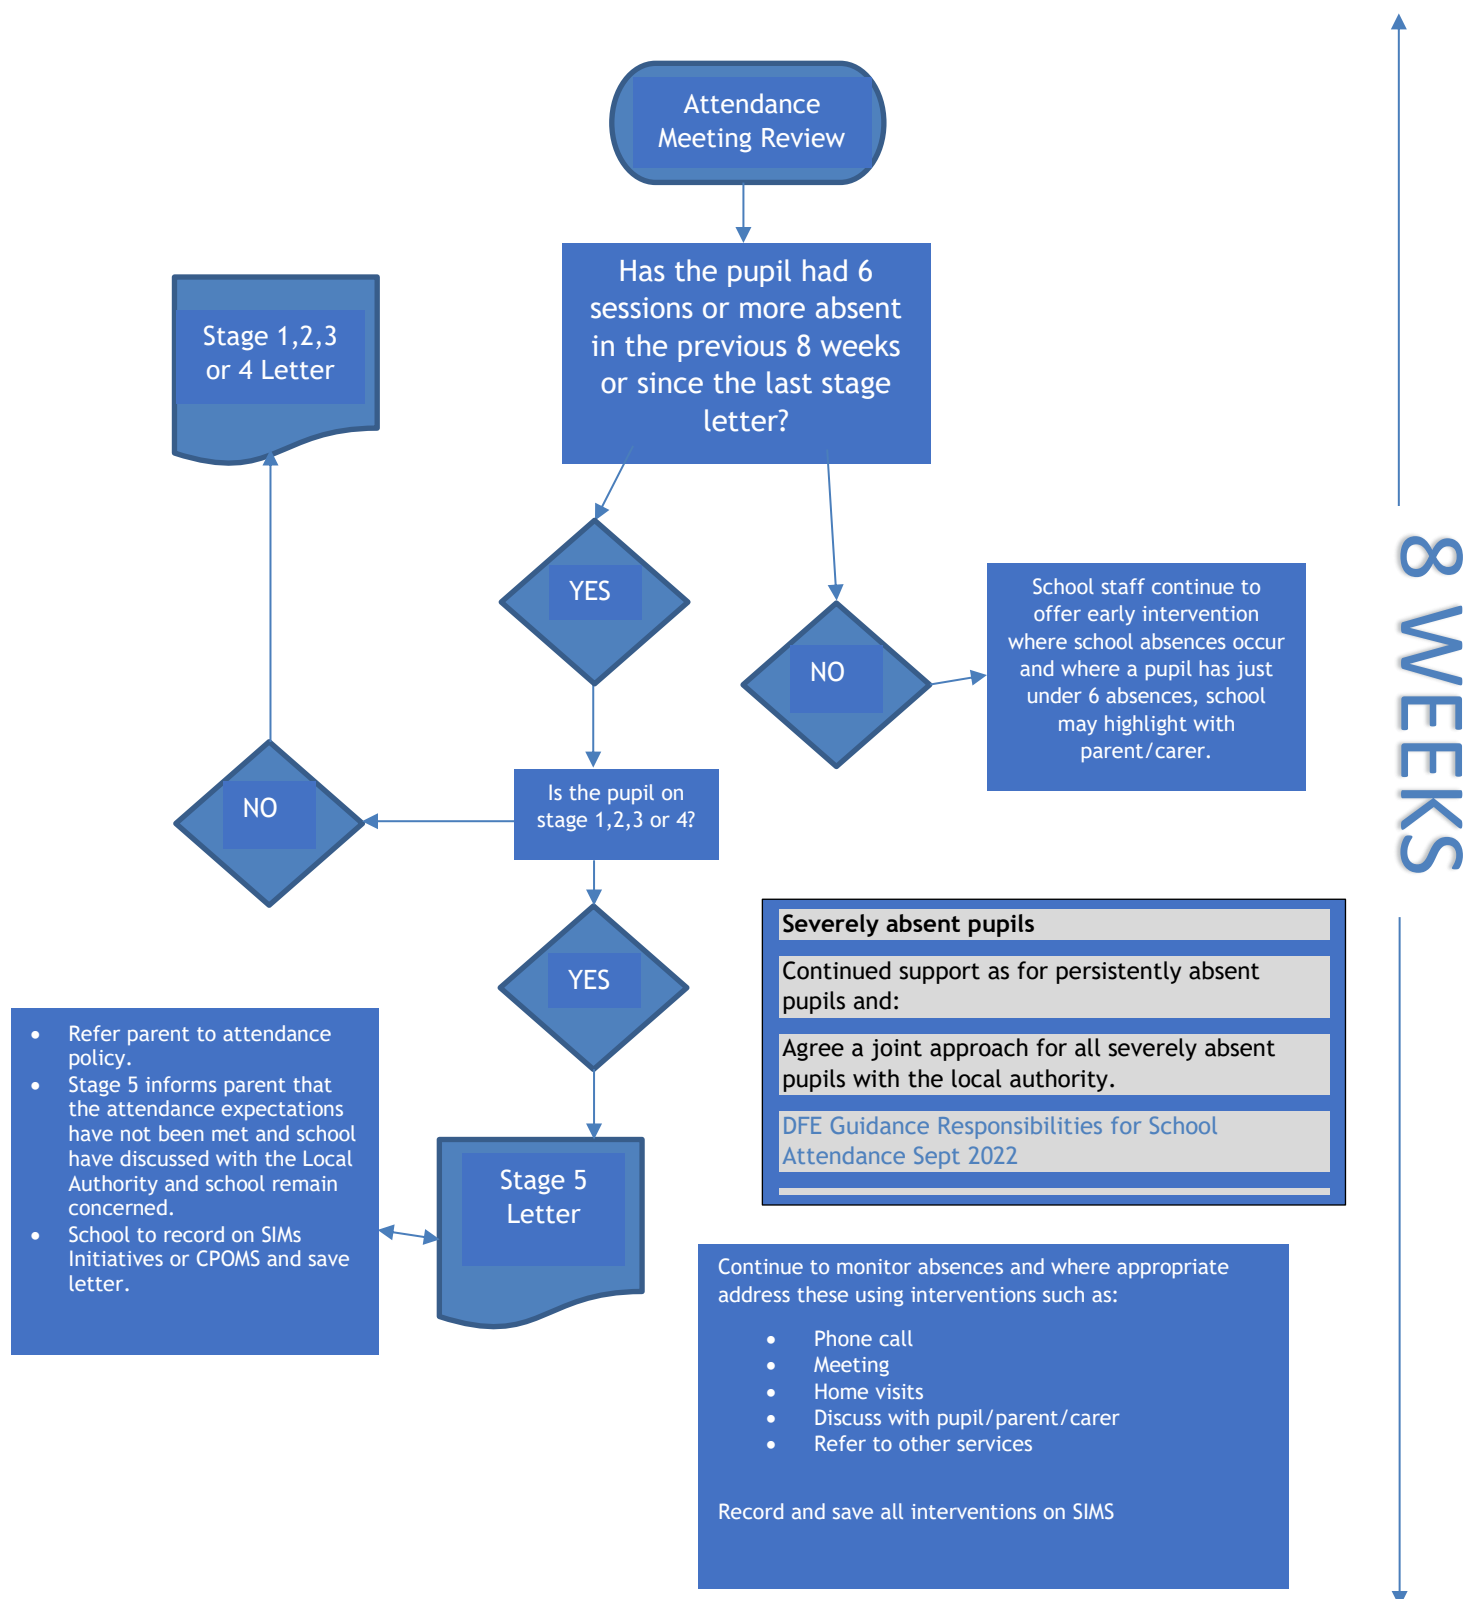 Attendance
Meeting Review
Has the pupil had 6
sessions or more absent
in the previous 8 weeks
or since the last stage
letter?
Stage 1,2,3
or 4 Letter
YES
NO
School staff continue to
offer early intervention
where school absences occur
and where a pupil has just
under 6 absences, school
may highlight with
parent/carer.
8 WEEKS
Is the pupil on
stage 1,2,3 or 4?
NO
YES
Severely absent pupils
Continued support as for persistently absent
pupils and:
Agree a joint approach for all severely absent
pupils with the local authority.
DFE Guidance Responsibilities for School
Attendance Sept 2022
• Refer parent to attendance
policy.
• Stage 5 informs parent that
the attendance expectations
have not been met and school
have discussed with the Local
Authority and school remain
concerned.
• School to record on SIMs
Initiatives or CPOMS and save
letter.
Stage 5
Letter
Continue to monitor absences and where appropriate
address these using interventions such as:
• Phone call
• Meeting
• Home visits
• Discuss with pupil/parent/carer
• Refer to other services
Record and save all interventions on SIMS